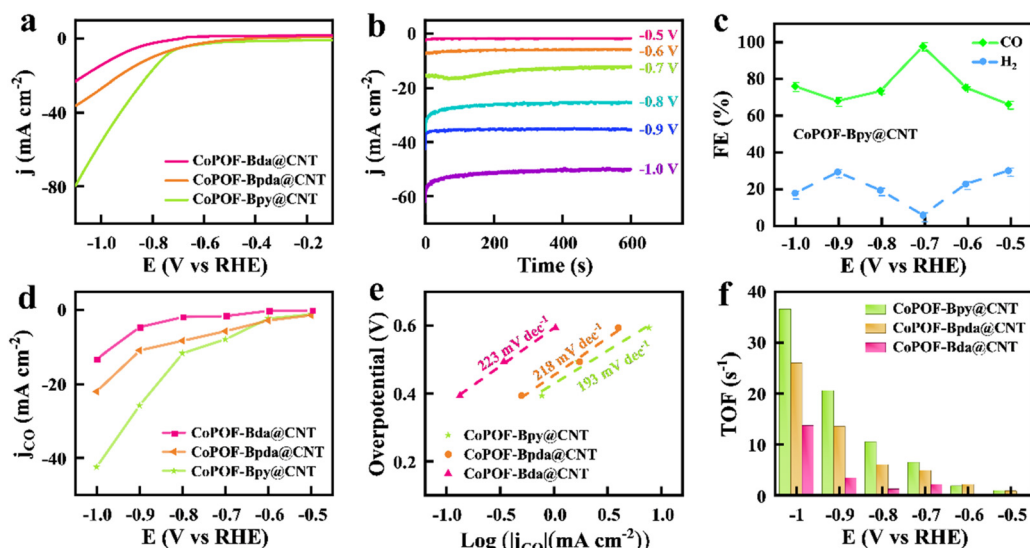 a
j (mA cm⁻²)
0
-40
-80
CoPOF-Bda@CNT
CoPOF-Bpda@CNT
CoPOF-Bpy@CNT
-1.0 -0.8 -0.6 -0.4 -0.2
E (V vs RHE)
b
j (mA cm⁻²)
0
-20
-40
-60
-0.5 V
-0.6 V
-0.7 V
-0.8 V
-0.9 V
-1.0 V
0 200 400 600
Time (s)
c
FE (%)
100
80
60
40
20
0
CO
H₂
CoPOF-Bpy@CNT
-1.0 -0.9 -0.8 -0.7 -0.6 -0.5
E (V vs RHE)
d
jCO (mA cm⁻²)
0
-20
-40
CoPOF-Bda@CNT
CoPOF-Bpda@CNT
CoPOF-Bpy@CNT
-1.0 -0.9 -0.8 -0.7 -0.6 -0.5
E (V vs RHE)
e
Overpotential (V)
0.6
0.4
0.2
223 mV dec⁻¹
218 mV dec⁻¹
193 mV dec⁻¹
CoPOF-Bpy@CNT
CoPOF-Bpda@CNT
CoPOF-Bda@CNT
-1.0 -0.5 0.0 0.5 1.0
Log (|jCO|(mA cm⁻²))
f
TOF (s⁻¹)
40
30
20
10
0
CoPOF-Bpy@CNT
CoPOF-Bpda@CNT
CoPOF-Bda@CNT
-1 -0.9 -0.8 -0.7 -0.6 -0.5
E (V vs RHE)